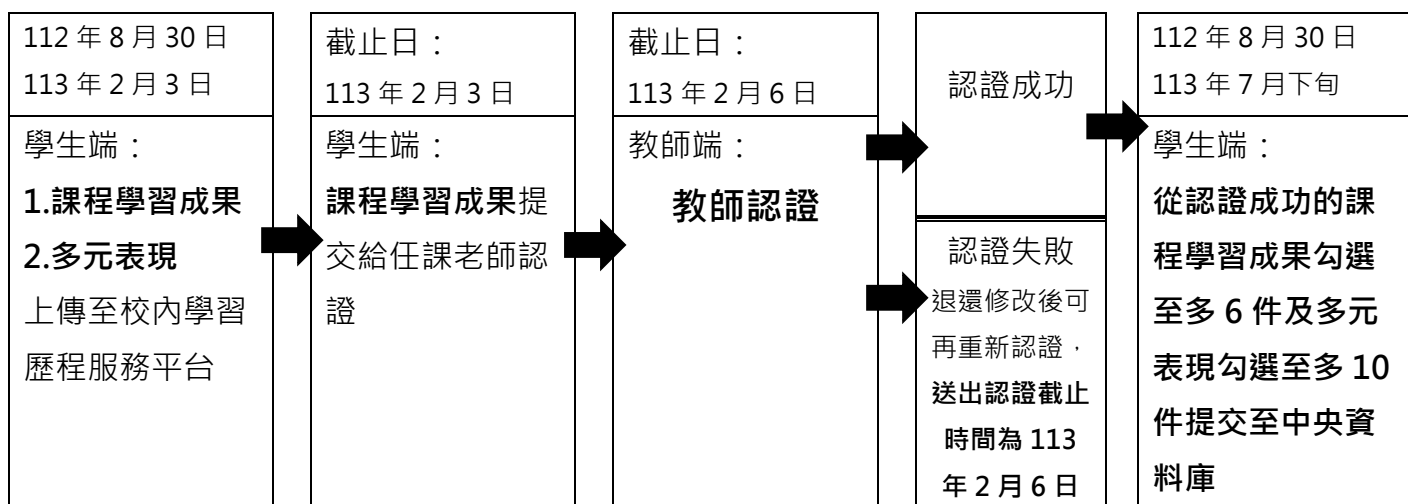 112 年 8 月 30 日
113 年 2 月 3 日
學生端：
1.課程學習成果
2.多元表現
上傳至校內學習
歷程服務平台
截止日：
113 年 2 月 3 日
學生端：
課程學習成果提
交給任課老師認
證
截止日：
113 年 2 月 6 日
教師端：
教師認證
認證成功
認證失敗
退還修改後可
再重新認證，
送出認證截止
時間為 113
年 2 月 6 日
112 年 8 月 30 日
113 年 7 月下旬
學生端：
從認證成功的課
程學習成果勾選
至多 6 件及多元
表現勾選至多 10
件提交至中央資
料庫